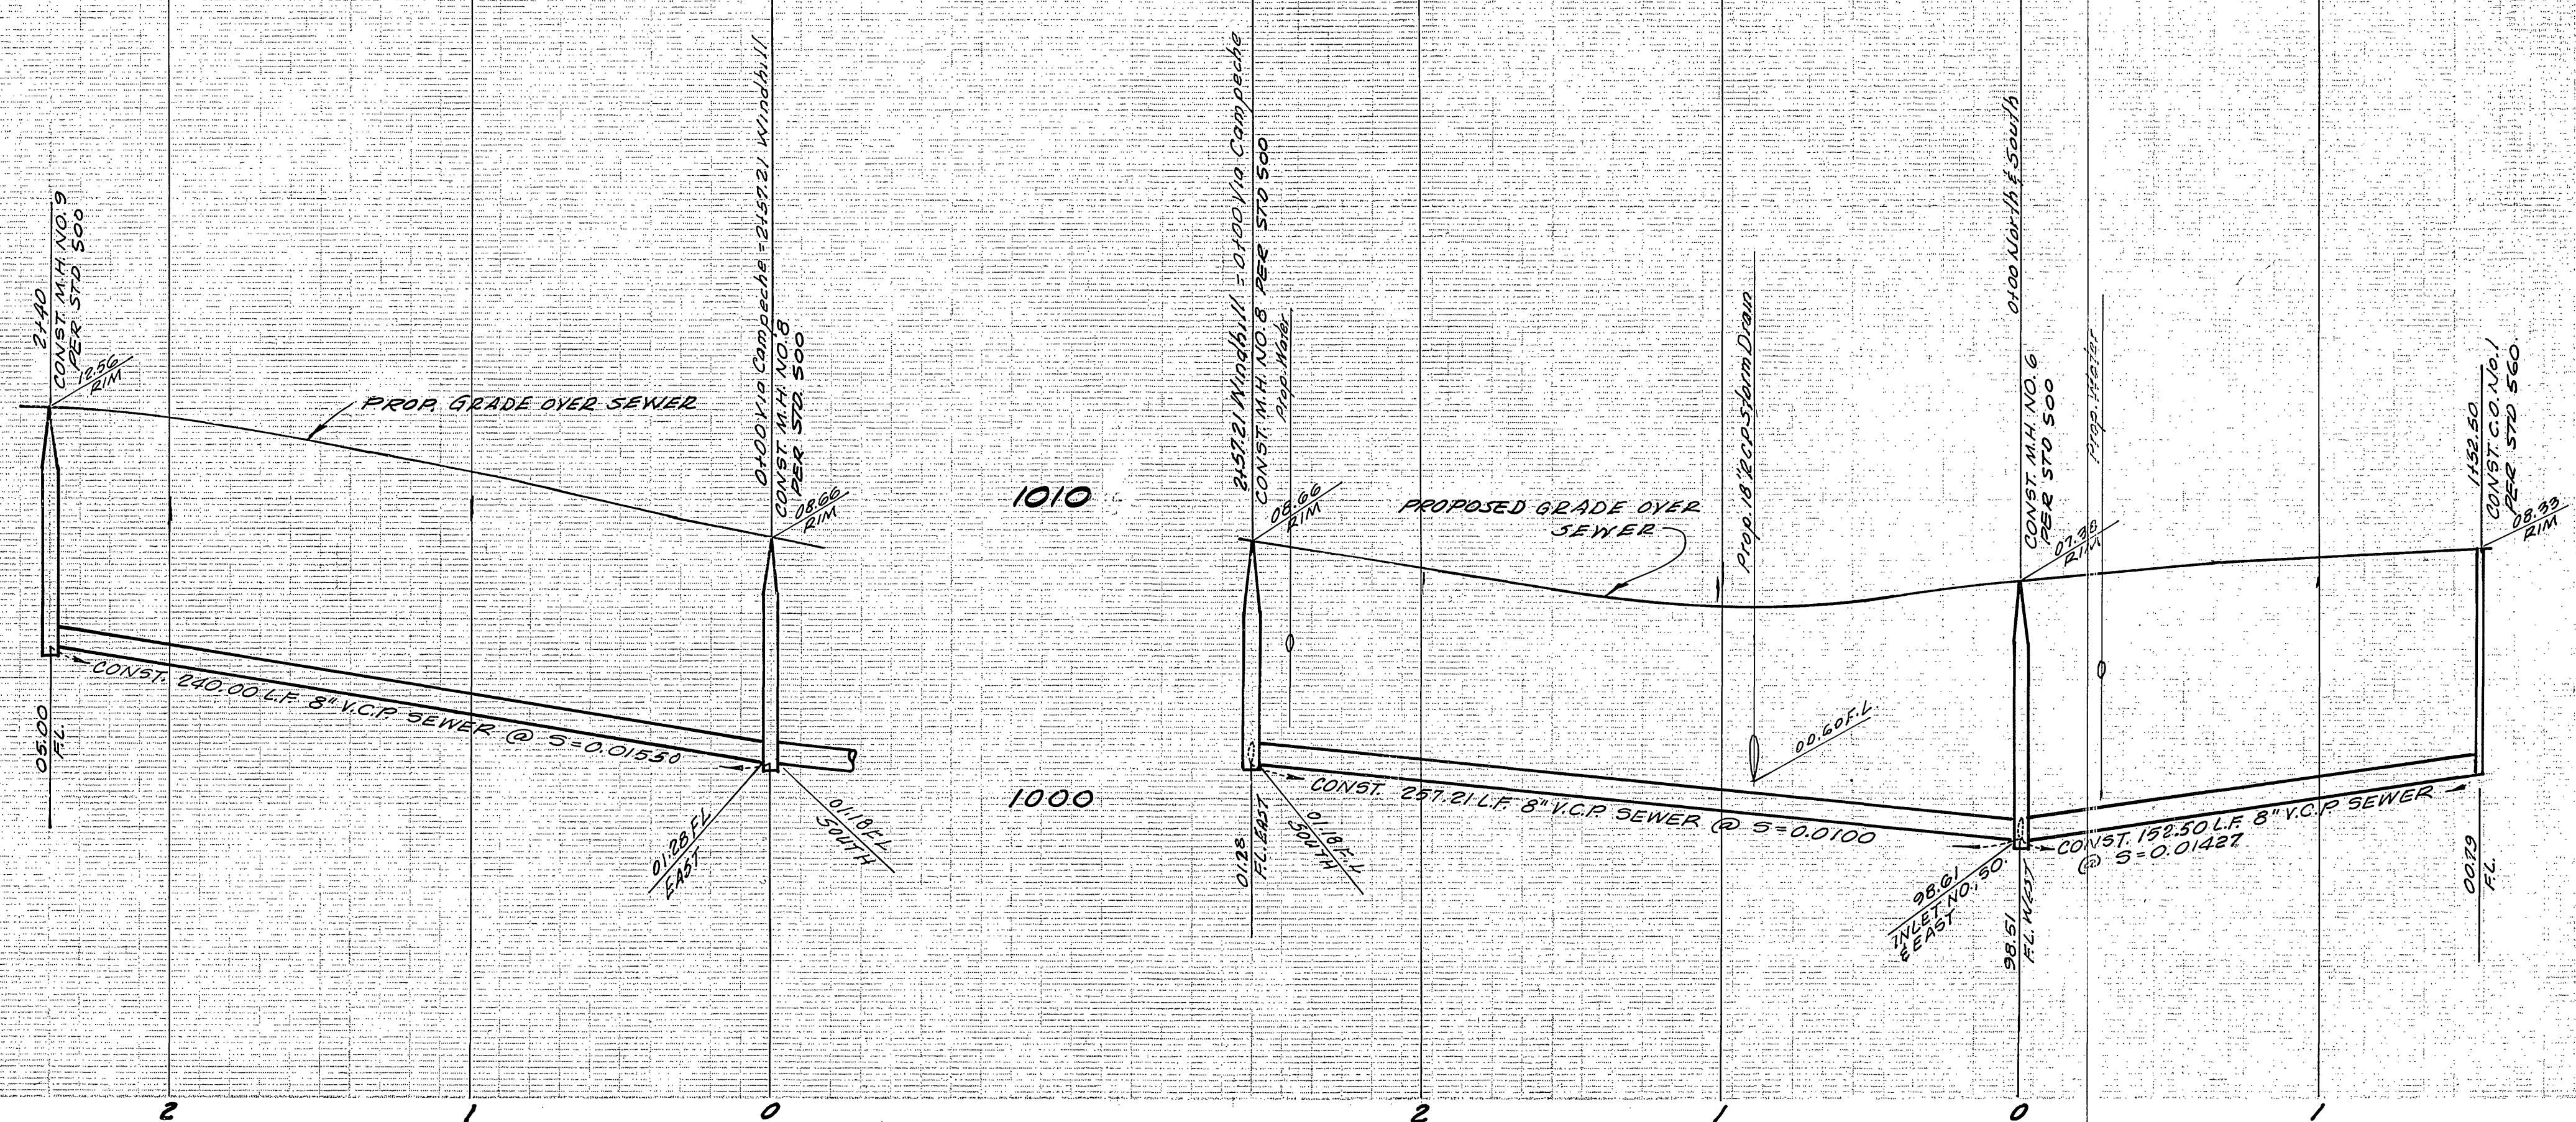 2+40
CONST. M.H. NO. 9
PER STD 500
12.56
RIM
PROP. GRADE OVER SEWER
CONST. 240.00 L.F. 8" V.C.P. SEWER @ S=0.01550
05.00
F.L.
0+00 Via Campeche = 2+57.21 Windhill
CONST. M.H. NO. 8
PER STD. 500
08.66
RIM
01.28 FL
EAST
01.18 F.L
SOUTH
1010
1000
2+57.21 Windhill = 0+00 Via Campeche
CONST. M.H. NO. 8 PER STD 500
Prop. Water
08.66
RIM
PROPOSED GRADE OVER
SEWER
CONST. 257.21 L.F. 8" V.C.P. SEWER @ S=0.0100
01.28
F.L. EAST
01.18 F.L
SOUTH
Prop. 18" RCP Storm Drain
00.60 F.L.
0+00 North & South
CONST. M.H. NO. 6
PER STD 500
07.38
RIM
Prop. Water
98.61
INLET NO., SO.
& EAST
98.51
F.L. WEST
CONST. 152.50 L.F. 8" V.C.P. SEWER
@ S=0.01427
1+52.50
CONST. C.O. No. 1
PER STD 560.
08.33
RIM
00.79
F.L.
2 1 0 2 1 0 1